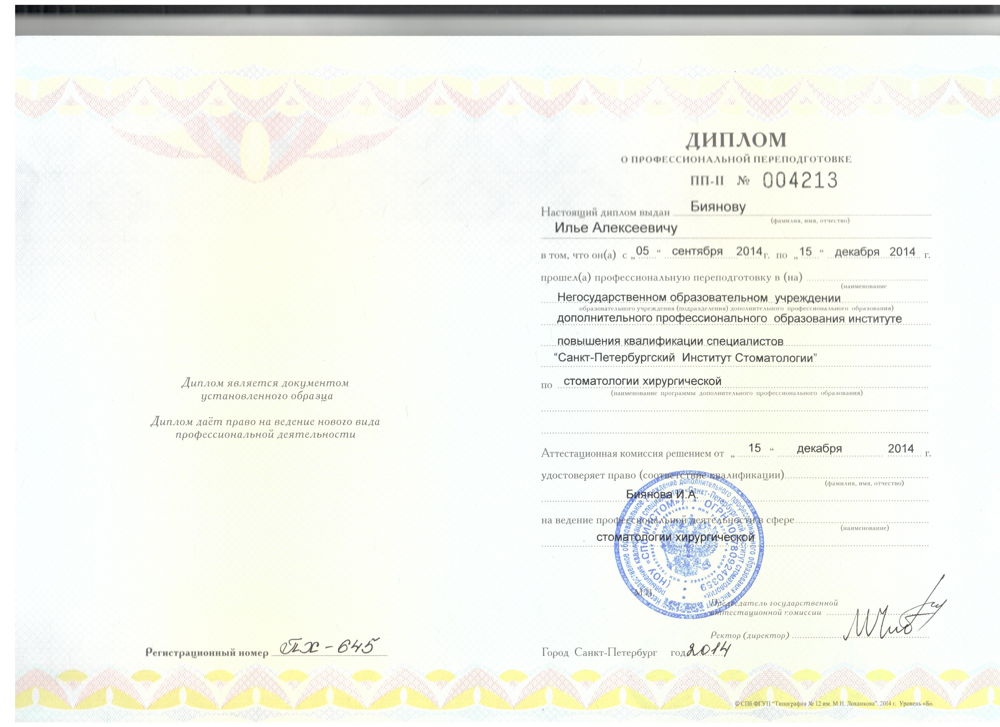 Диплом является документом
установленного образца
Диплом даёт право на ведение нового вида
профессиональной деятельности
Регистрационный номер ПХ-645
ДИПЛОМ
О ПРОФЕССИОНАЛЬНОЙ ПЕРЕПОДГОТОВКЕ
ПП-II № 004213
Настоящий диплом выдан Биянову
(фамилия, имя, отчество)
Илье Алексеевичу
в том, что он(а) с „05 “ сентября 2014 г. по „15 “ декабря 2014 г.
прошел(а) профессиональную переподготовку в (на)
(наименование
Негосударственном образовательном учреждении
образовательного учреждения (подразделения) дополнительного профессионального образования)
дополнительного профессионального образования институте
повышения квалификации специалистов
"Санкт-Петербургский Институт Стоматологии"
по стоматологии хирургической
(наименование программы дополнительного профессионального образования)
Аттестационная комиссия решением от „ 15 “ декабря 2014 г.
удостоверяет право (соответствие квалификации)
(фамилия, имя, отчество)
Биянова И.А.
на ведение профессиональной деятельности в сфере
(наименование)
стоматологии хирургической
М.П.
Председатель государственной
аттестационной комиссии
Ректор (директор)
Город Санкт-Петербург год 2014
© СПб ФГУП "Типография № 12 им. М.И. Лоханкова", 2014 г. Уровень «Б».